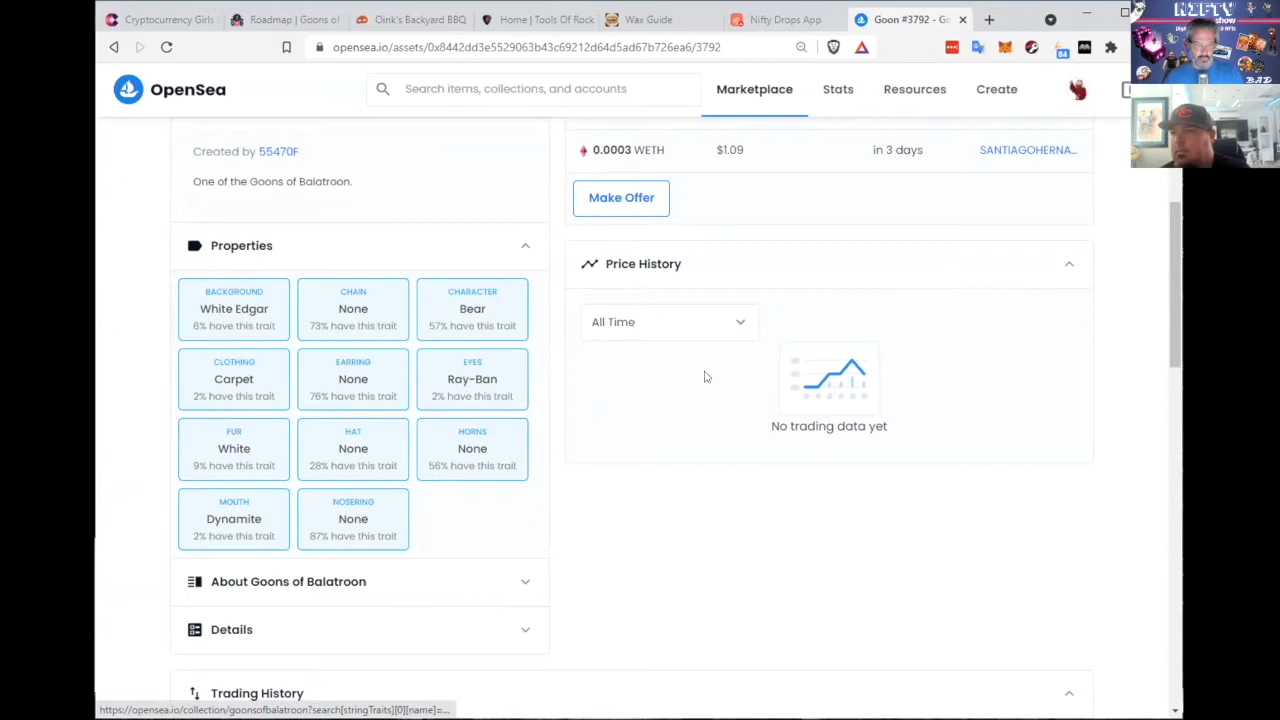 Cryptocurrency Girls
Roadmap | Goons of
Oink's Backyard BBQ
Home | Tools Of Rock
Wax Guide
Nifty Drops App
Goon #3792 - Go
opensea.io/assets/0x8442dd3e5529063b43c69212d64d5ad67b726ea6/3792
84
NIFTY
show
BAD
OpenSea
Search items, collections, and accounts
Marketplace
Stats
Resources
Create
Created by 55470F
One of the Goons of Balatroon.
0.0003 WETH
$1.09
in 3 days
SANTIAGOHERNA...
Make Offer
Properties
BACKGROUND
White Edgar
6% have this trait
CHAIN
None
73% have this trait
CHARACTER
Bear
57% have this trait
CLOTHING
Carpet
2% have this trait
EARRING
None
76% have this trait
EYES
Ray-Ban
2% have this trait
FUR
White
9% have this trait
HAT
None
28% have this trait
HORNS
None
56% have this trait
MOUTH
Dynamite
2% have this trait
NOSERING
None
87% have this trait
About Goons of Balatroon
Details
Price History
All Time
No trading data yet
Trading History
https://opensea.io/collection/goonsofbalatroon?search[stringTraits][0][name]=...